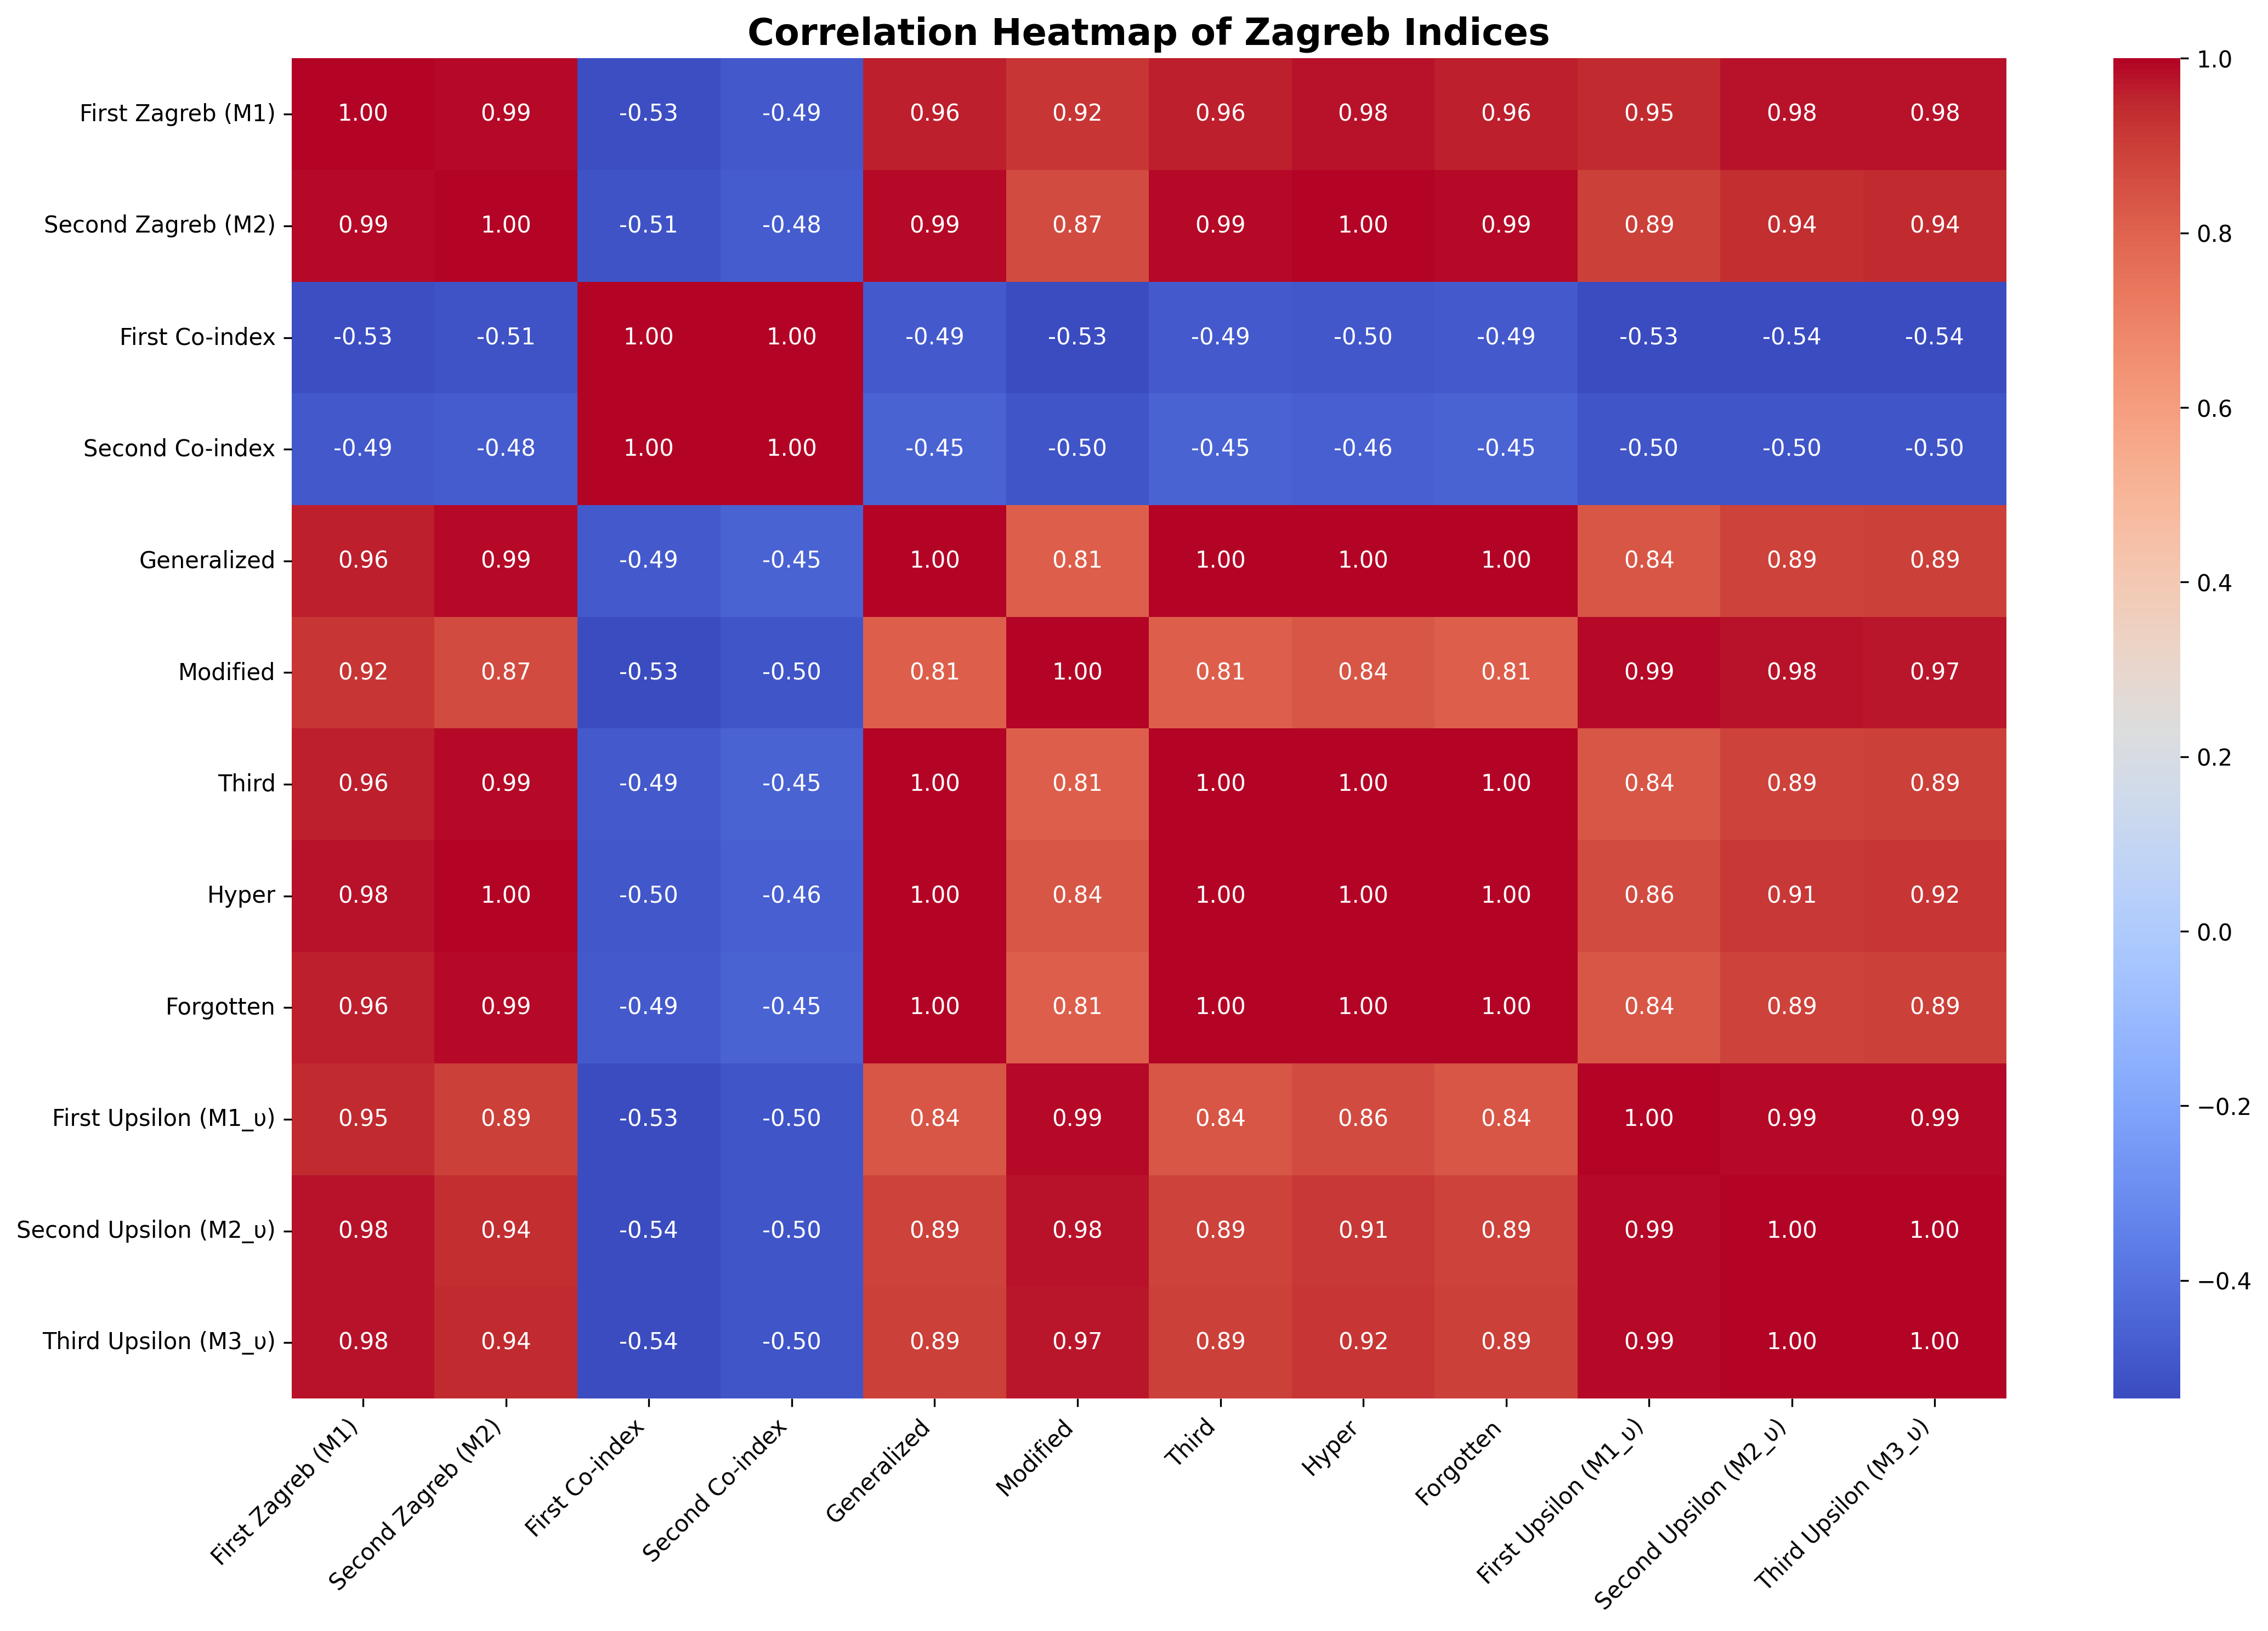 Correlation Heatmap of Zagreb Indices
First Zagreb (M1) 1.00 0.99 -0.53 -0.49 0.96 0.92 0.96 0.98 0.96 0.95 0.98 0.98
Second Zagreb (M2) 0.99 1.00 -0.51 -0.48 0.99 0.87 0.99 1.00 0.99 0.89 0.94 0.94
First Co-index -0.53 -0.51 1.00 1.00 -0.49 -0.53 -0.49 -0.50 -0.49 -0.53 -0.54 -0.54
Second Co-index -0.49 -0.48 1.00 1.00 -0.45 -0.50 -0.45 -0.46 -0.45 -0.50 -0.50 -0.50
Generalized 0.96 0.99 -0.49 -0.45 1.00 0.81 1.00 1.00 1.00 0.84 0.89 0.89
Modified 0.92 0.87 -0.53 -0.50 0.81 1.00 0.81 0.84 0.81 0.99 0.98 0.97
Third 0.96 0.99 -0.49 -0.45 1.00 0.81 1.00 1.00 1.00 0.84 0.89 0.89
Hyper 0.98 1.00 -0.50 -0.46 1.00 0.84 1.00 1.00 1.00 0.86 0.91 0.92
Forgotten 0.96 0.99 -0.49 -0.45 1.00 0.81 1.00 1.00 1.00 0.84 0.89 0.89
First Upsilon (M1_υ) 0.95 0.89 -0.53 -0.50 0.84 0.99 0.84 0.86 0.84 1.00 0.99 0.99
Second Upsilon (M2_υ) 0.98 0.94 -0.54 -0.50 0.89 0.98 0.89 0.91 0.89 0.99 1.00 1.00
Third Upsilon (M3_υ) 0.98 0.94 -0.54 -0.50 0.89 0.97 0.89 0.92 0.89 0.99 1.00 1.00
First Zagreb (M1)
Second Zagreb (M2)
First Co-index
Second Co-index
Generalized
Modified
Third
Hyper
Forgotten
First Upsilon (M1_υ)
Second Upsilon (M2_υ)
Third Upsilon (M3_υ)
1.0
0.8
0.6
0.4
0.2
0.0
−0.2
−0.4